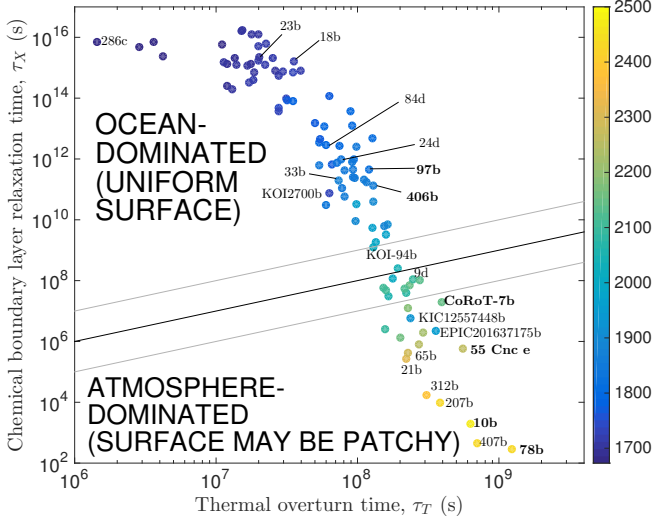 10^16
10^14
10^12
10^10
10^8
10^6
10^4
10^2
Chemical boundary layer relaxation time, τ_X (s)
286c
23b
18b
84d
OCEAN-
DOMINATED
(UNIFORM
SURFACE)
24d
33b
97b
KOI2700b
406b
KOI-94b
9d
CoRoT-7b
KIC12557448b
EPIC201637175b
65b
55 Cnc e
21b
ATMOSPHERE-
DOMINATED
(SURFACE MAY BE PATCHY)
312b
207b
10b
407b
78b
10^6
10^7
10^8
10^9
Thermal overturn time, τ_T (s)
2500
2400
2300
2200
2100
2000
1900
1800
1700